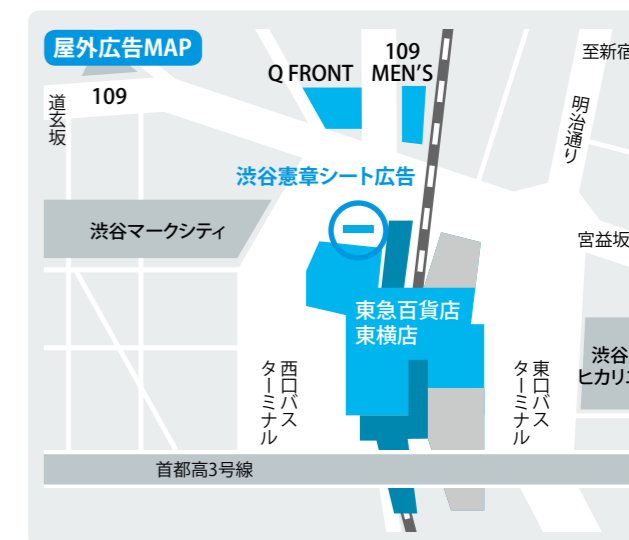 屋外広告MAP
109
Q FRONT
109
MEN'S
至新宿
道玄坂
明治通り
渋谷憲章シート広告
渋谷マークシティ
宮益坂
東急百貨店
東横店
渋谷
ヒカリエ
西口バス
ターミナル
東口バス
ターミナル
首都高3号線